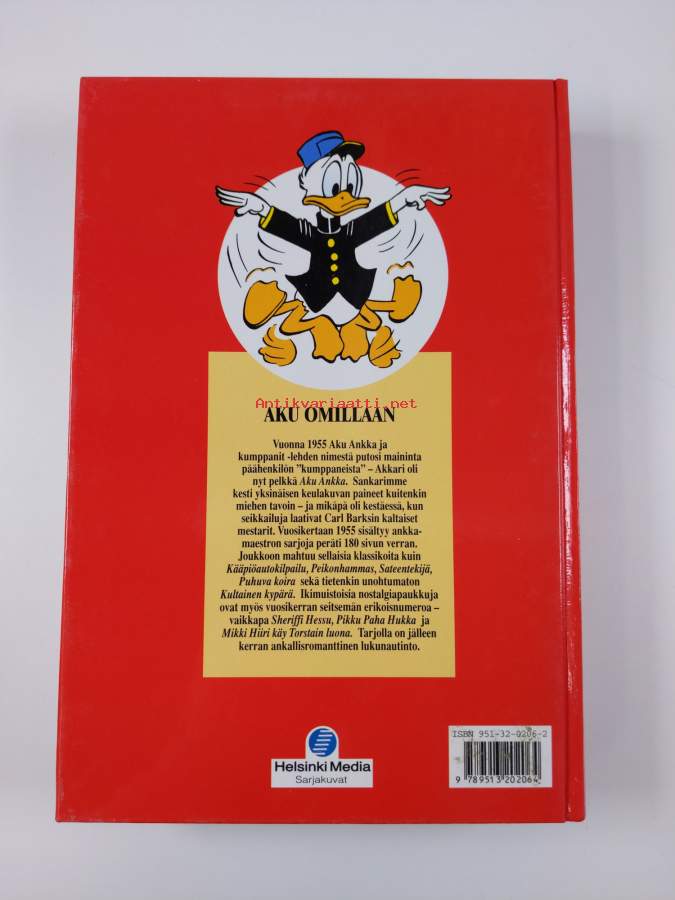 Antikvariaatti.net
AKU OMILLAAN
Vuonna 1955 Aku Ankka ja
kumppanit -lehden nimestä putosi maininta
päähenkilön ”kumppaneista” – Akkari oli
nyt pelkkä Aku Ankka. Sankarimme
kesti yksinäisen keulakuvan paineet kuitenkin
miehen tavoin – ja mikäpä oli kestäessä, kun
seikkailuja laativat Carl Barksin kaltaiset
mestarit. Vuosikertaan 1955 sisältyy ankka-
maestron sarjoja peräti 180 sivun verran.
Joukkoon mahtuu sellaisia klassikoita kuin
Kääpiöautokilpailu, Peikonhammas, Sateentekijä,
Puhuva koira sekä tietenkin unohtumaton
Kultainen kypärä. Ikimuistoisia nostalgiapaukkuja
ovat myös vuosikerran seitsemän erikoisnumeroa –
vaikkapa Sheriffi Hessu, Pikku Paha Hukka ja
Mikki Hiiri käy Torstain luona. Tarjolla on jälleen
kerran ankallisromanttinen lukunautinto.
Helsinki Media
Sarjakuvat
ISBN 951-32-0206-2
9 789513 202064